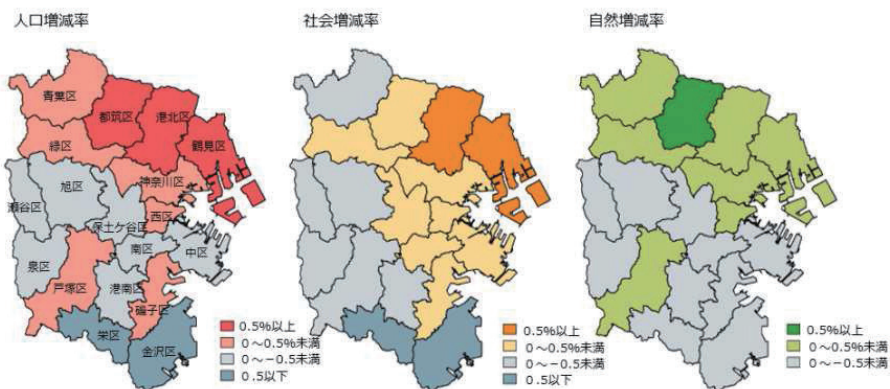 人口増減率
社会増減率
自然増減率
青葉区
都筑区
港北区
鶴見区
緑区
神奈川区
旭区
瀬谷区
西区
保土ケ谷区
南区
中区
泉区
戸塚区
港南区
磯子区
栄区
金沢区
0.5%以上
0~0.5%未満
0~-0.5未満
0.5以下
0.5%以上
0~0.5%未満
0~-0.5未満
0.5以下
0.5%以上
0~0.5%未満
0~-0.5未満